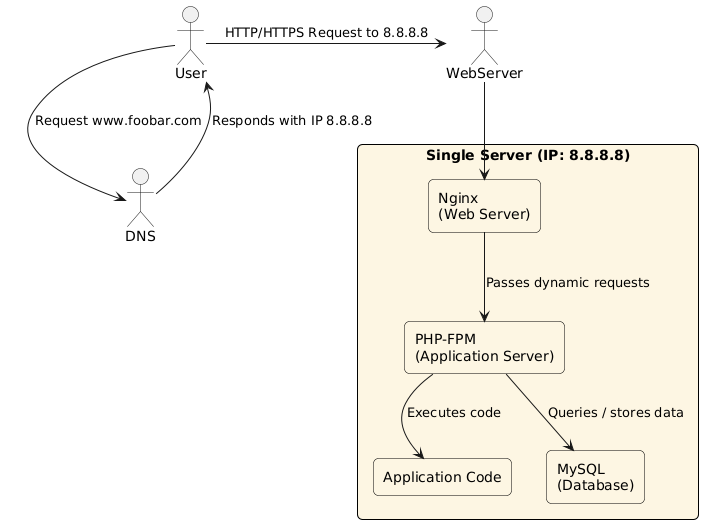 HTTP/HTTPS Request to 8.8.8.8
User
WebServer
Request www.foobar.com
Responds with IP 8.8.8.8
DNS
Single Server (IP: 8.8.8.8)
Nginx
(Web Server)
Passes dynamic requests
PHP-FPM
(Application Server)
Executes code
Queries / stores data
Application Code
MySQL
(Database)